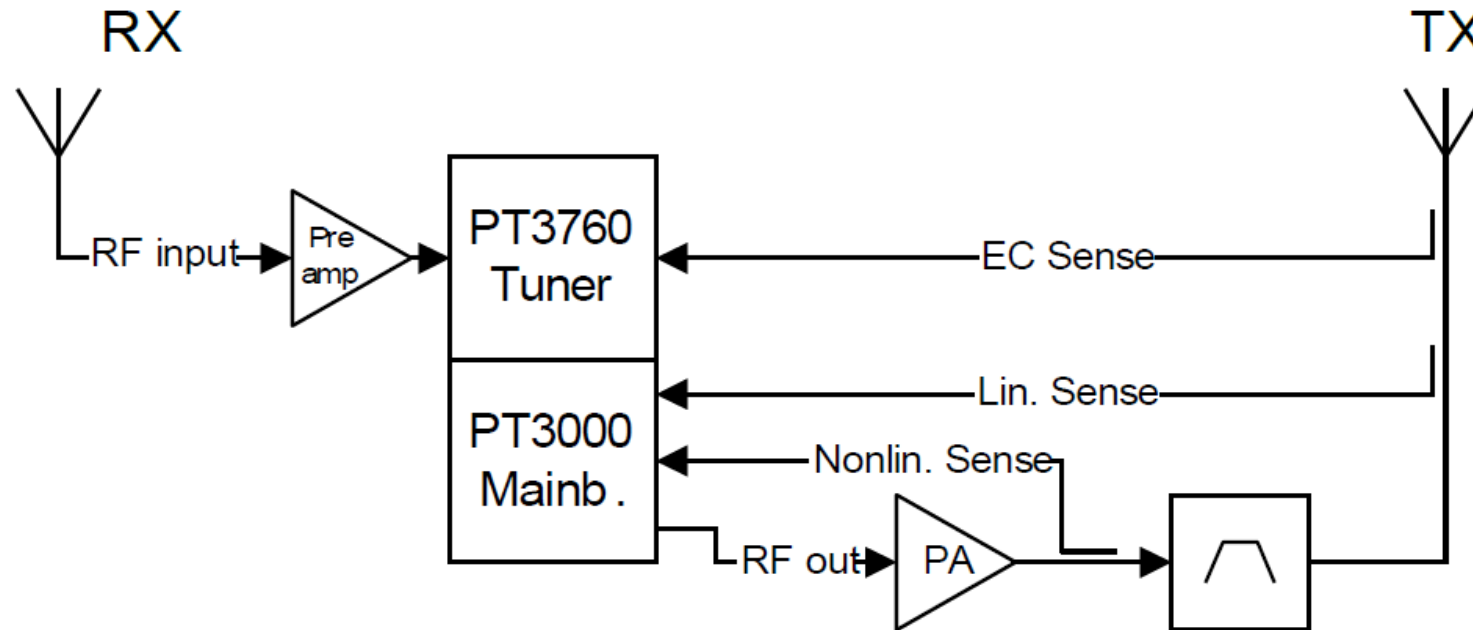 RX
TX
RF input
Pre
amp
PT3760
Tuner
EC Sense
Lin. Sense
PT3000
Mainb.
Nonlin. Sense
RF out
PA